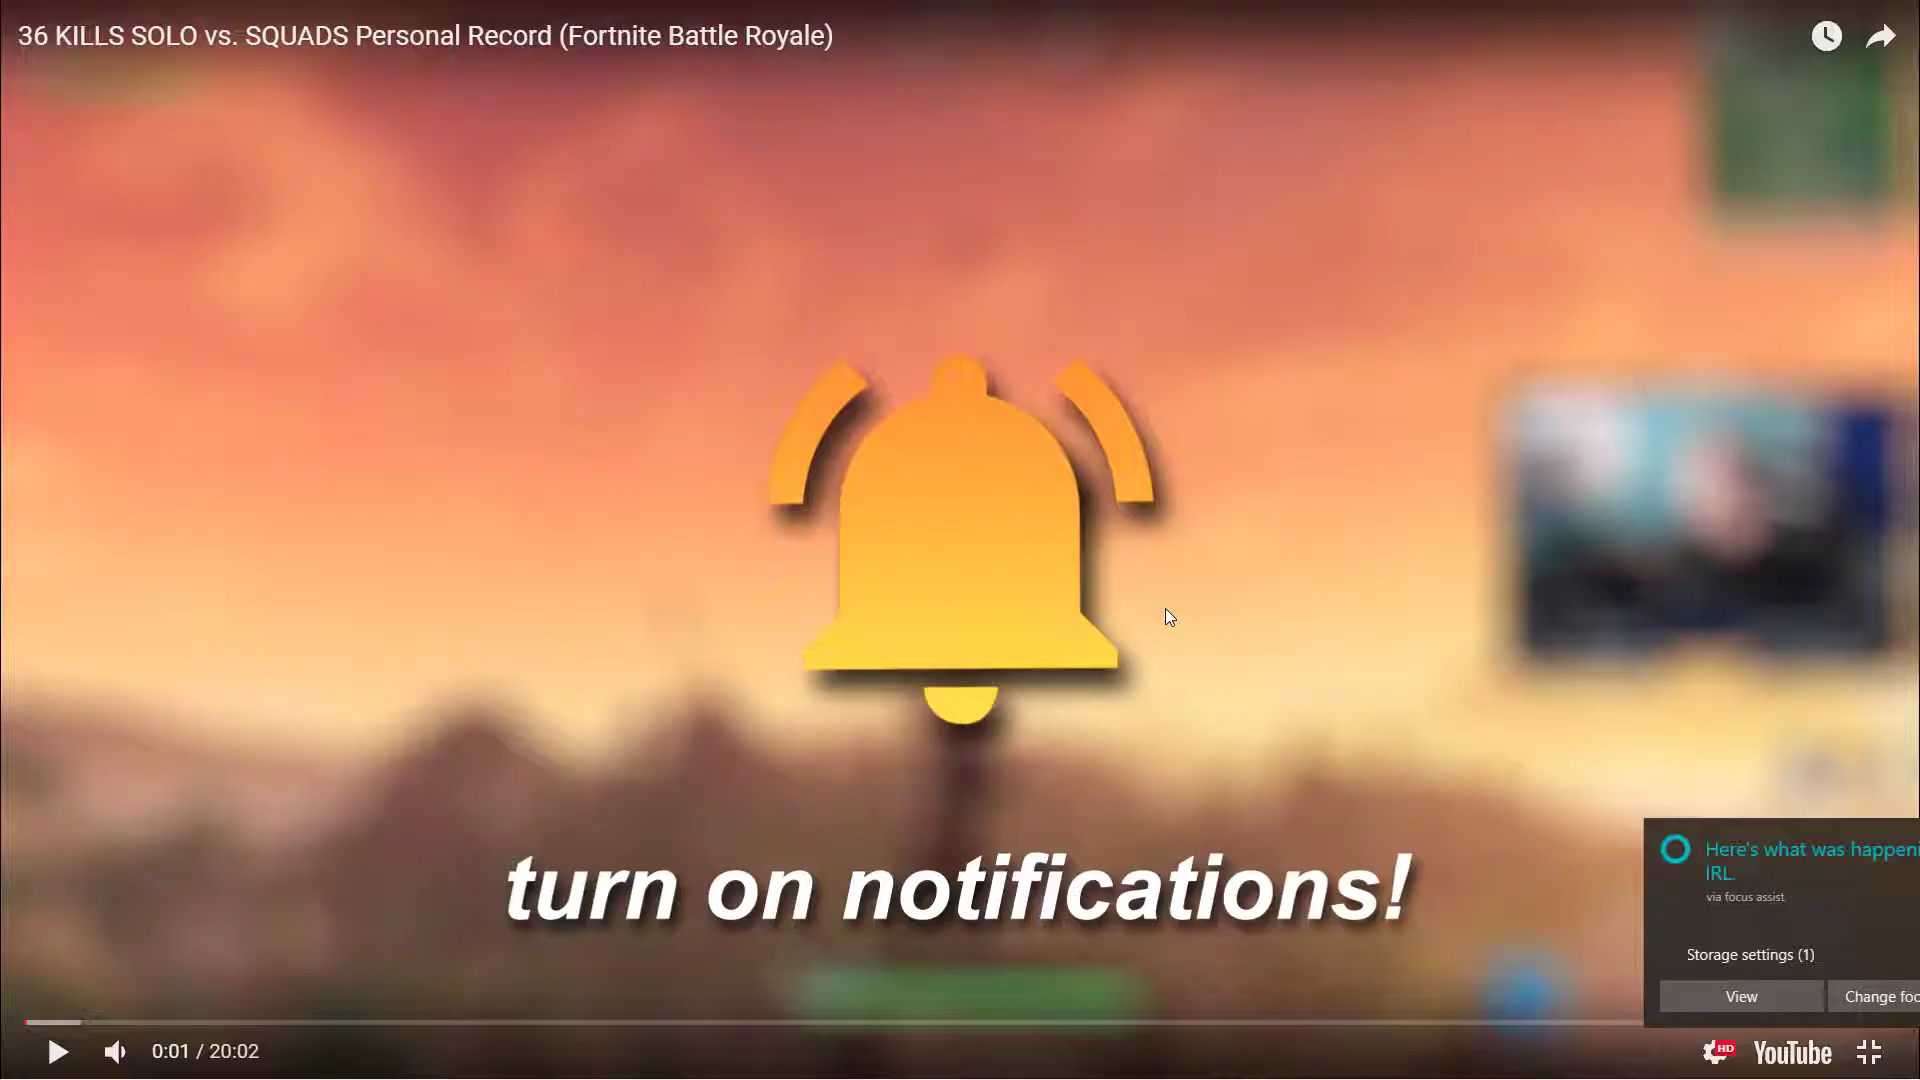 36 KILLS SOLO vs. SQUADS Personal Record (Fortnite Battle Royale)
turn on notifications!
Here's what was happeni
IRL.
via focus assist
Storage settings (1)
View
Change foc
0:01 / 20:02
HD
YouTube